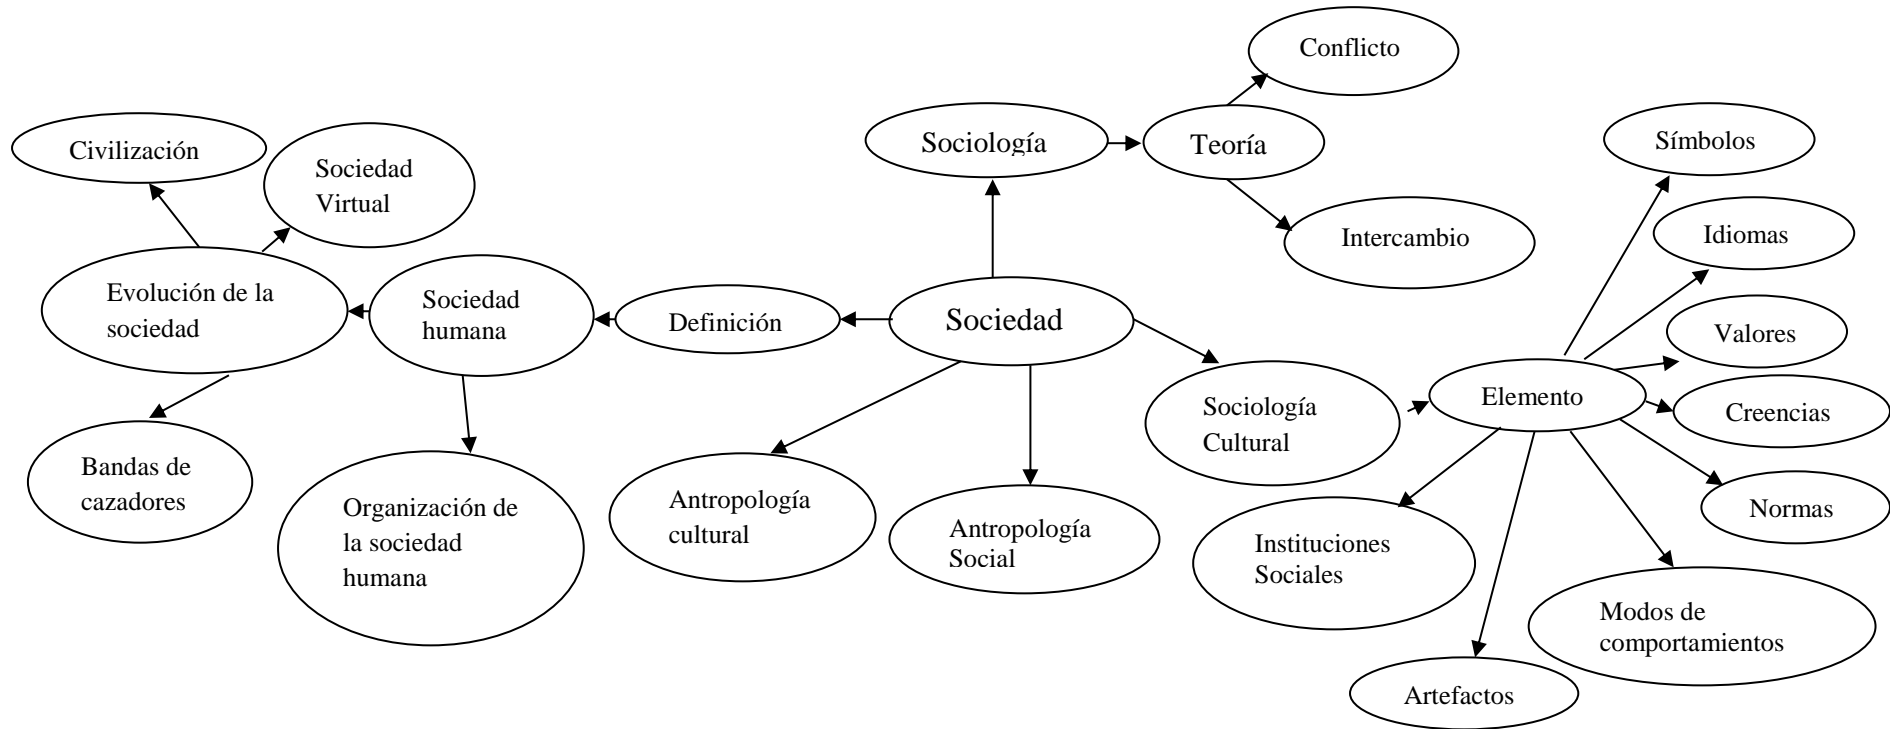 Conflicto
Civilización
Sociedad
Virtual
Sociología
Teoría
Símbolos
Intercambio
Idiomas
Evolución de la
sociedad
Sociedad
humana
Definición
Sociedad
Valores
Sociología
Cultural
Elemento
Creencias
Bandas de
cazadores
Organización de
la sociedad
humana
Antropología
cultural
Antropología
Social
Instituciones
Sociales
Normas
Modos de
comportamientos
Artefactos